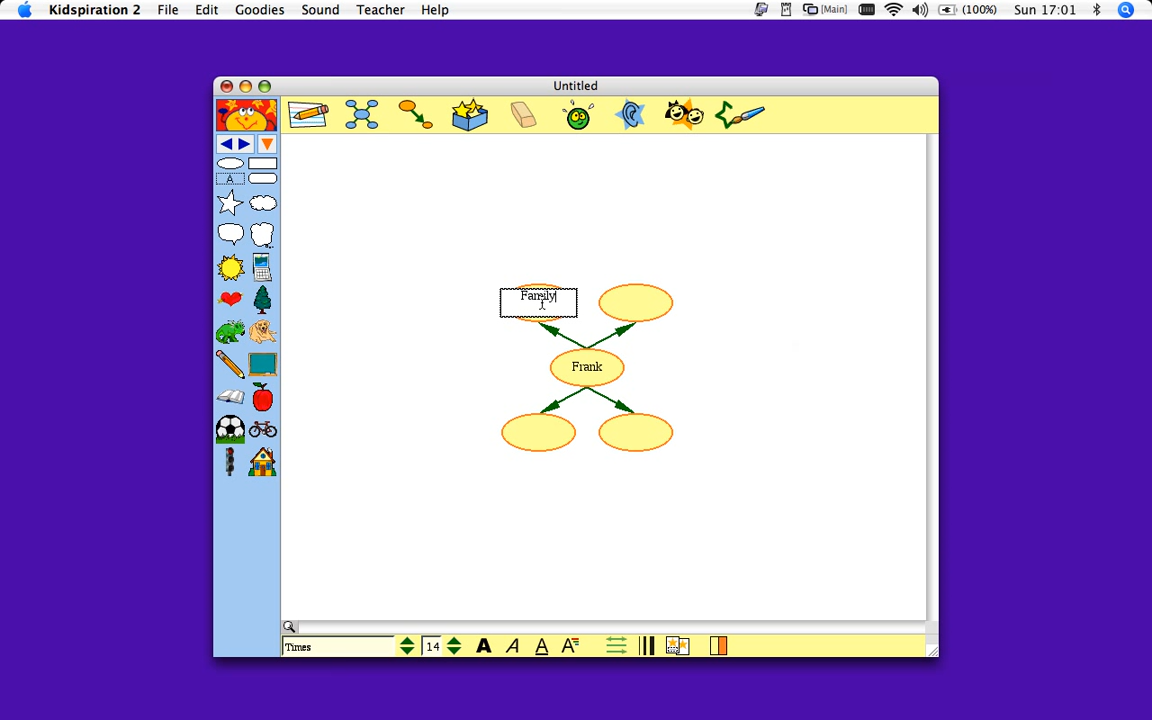 Kidspiration 2 File Edit Goodies Sound Teacher Help [Main] (100%) Sun 17:01
Untitled
A
Family
Frank
Times 14 A A A A